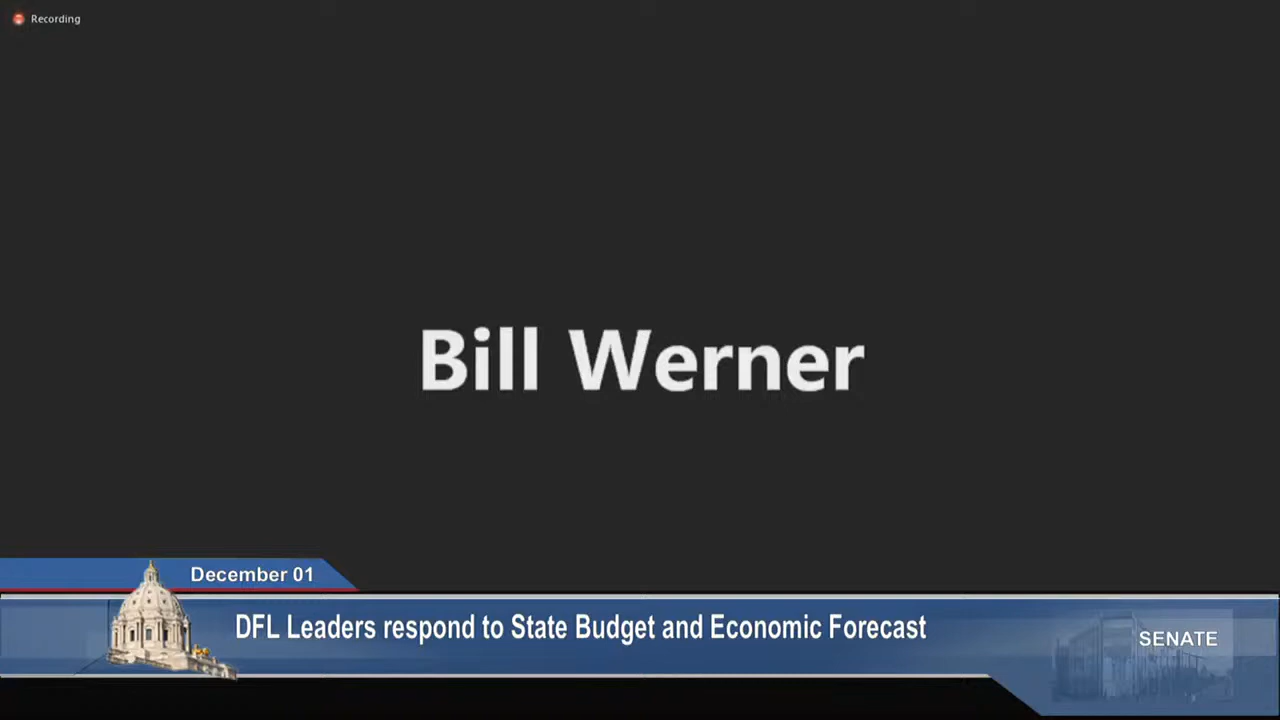 Recording
Bill Werner
December 01
DFL Leaders respond to State Budget and Economic Forecast
SENATE